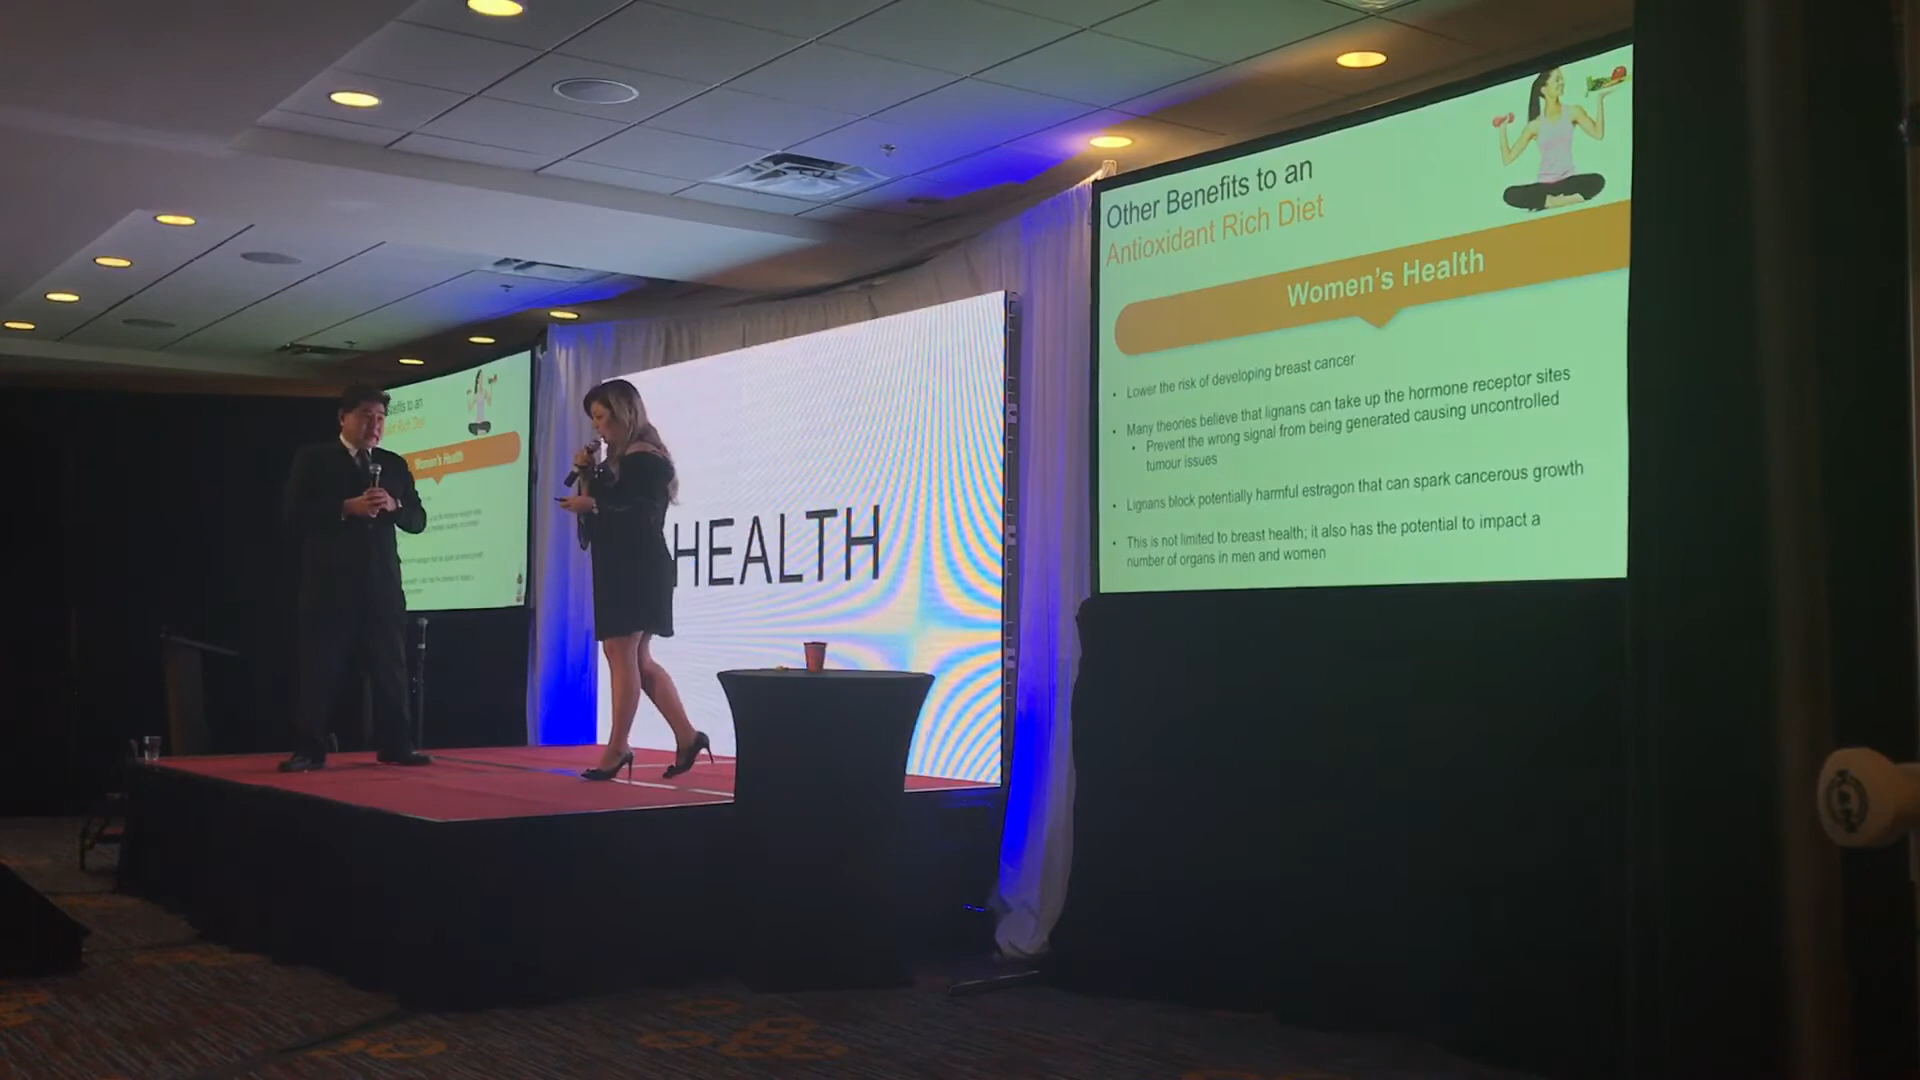 Other Benefits to an
Antioxidant Rich Diet
Women's Health
• Lower the risk of developing breast cancer
• Many theories believe that lignans can take up the hormone receptor sites
• Prevent the wrong signal from being generated causing uncontrolled
tumour issues
• Lignans block potentially harmful estragon that can spark cancerous growth
• This is not limited to breast health; it also has the potential to impact a
number of organs in men and women
HEALTH
Women's Health